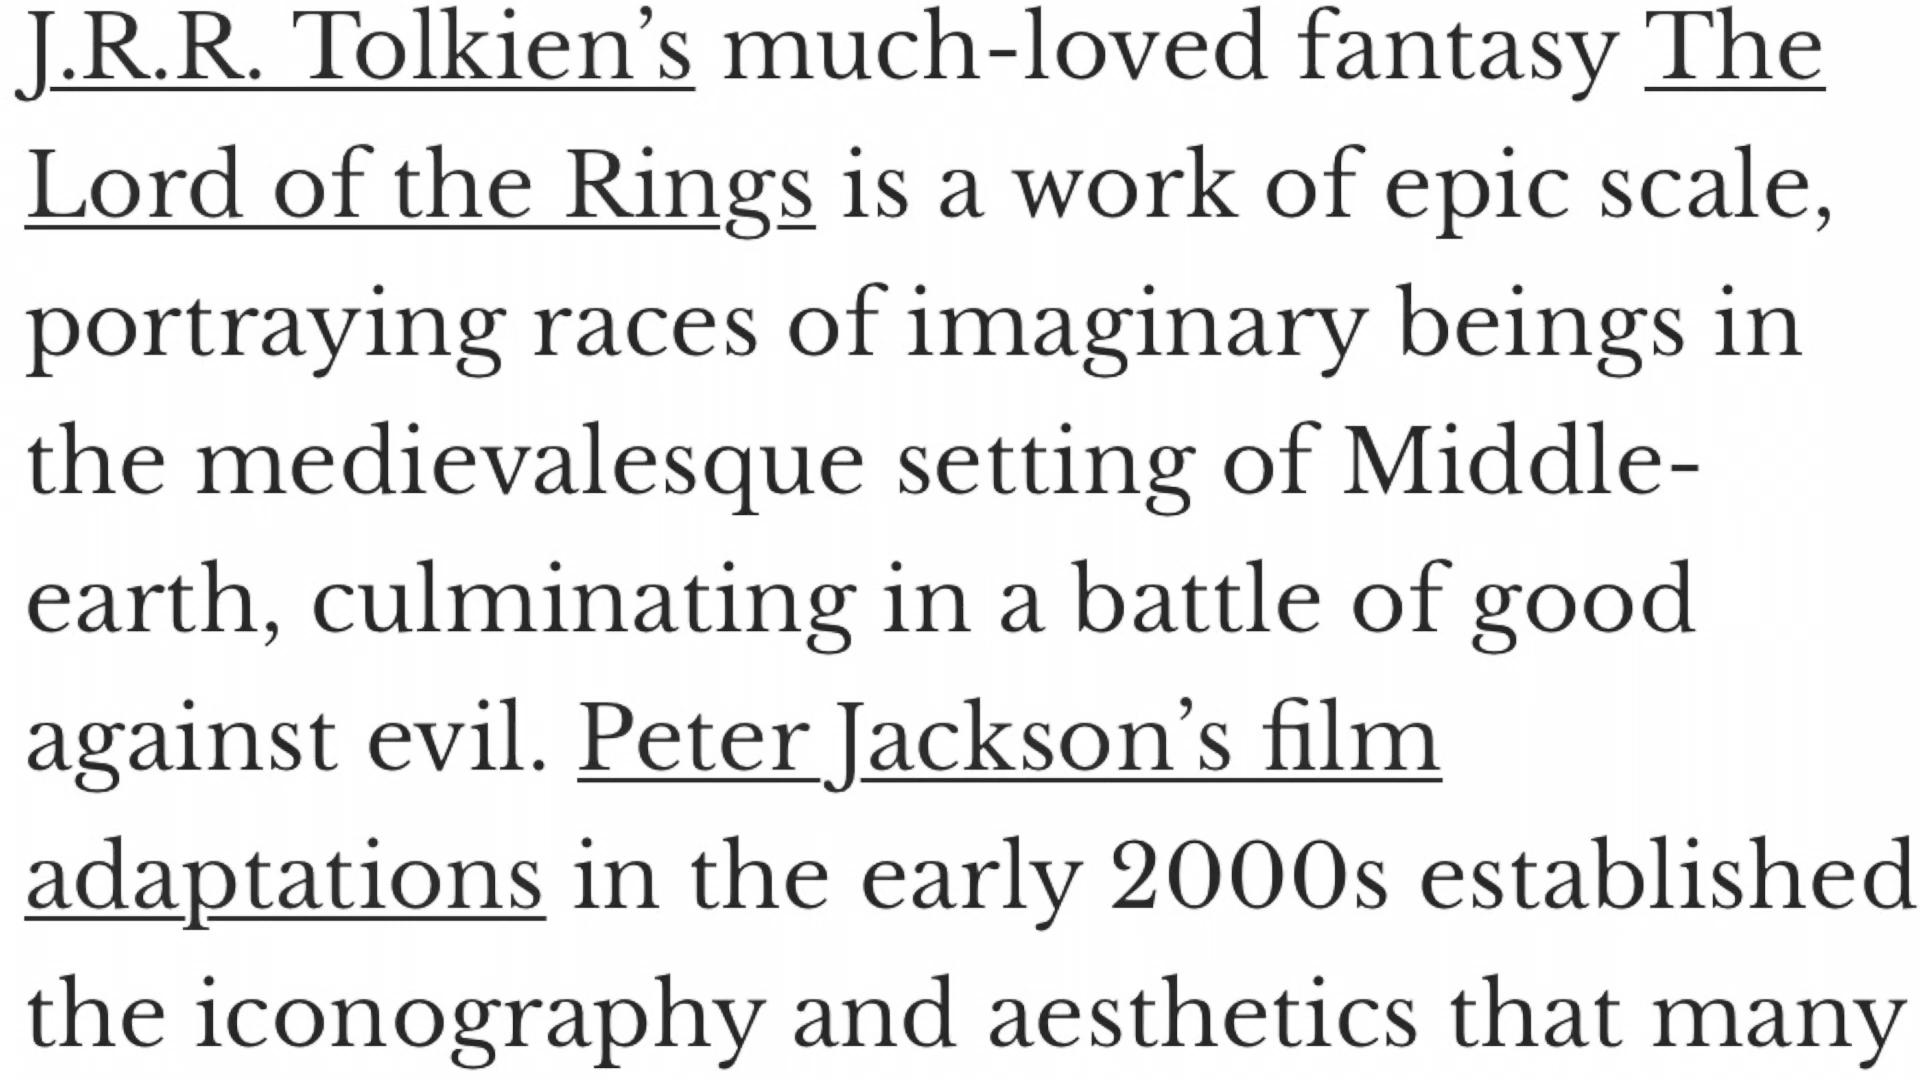 J.R.R. Tolkien’s much-loved fantasy The
Lord of the Rings is a work of epic scale,
portraying races of imaginary beings in
the medievalesque setting of Middle-
earth, culminating in a battle of good
against evil. Peter Jackson’s film
adaptations in the early 2000s established
the iconography and aesthetics that many